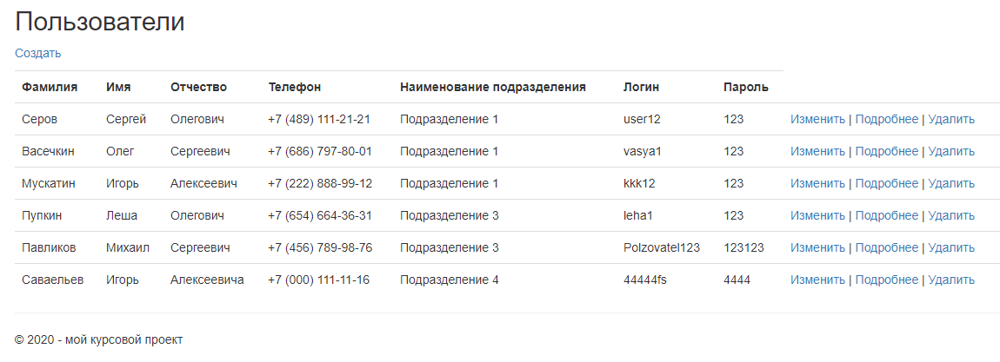 Пользователи
Создать
Фамилия Имя Отчество Телефон Наименование подразделения Логин Пароль
Серов Сергей Олегович +7 (489) 111-21-21 Подразделение 1 user12 123 Изменить | Подробнее | Удалить
Васечкин Олег Сергеевич +7 (686) 797-80-01 Подразделение 1 vasya1 123 Изменить | Подробнее | Удалить
Мускатин Игорь Алексеевич +7 (222) 888-99-12 Подразделение 1 kkk12 123 Изменить | Подробнее | Удалить
Пупкин Леша Олегович +7 (654) 664-36-31 Подразделение 3 leha1 123 Изменить | Подробнее | Удалить
Павликов Михаил Сергеевич +7 (456) 789-98-76 Подразделение 3 Polzovatel123 123123 Изменить | Подробнее | Удалить
Саваельев Игорь Алексеевича +7 (000) 111-11-16 Подразделение 4 44444fs 4444 Изменить | Подробнее | Удалить
© 2020 - мой курсовой проект